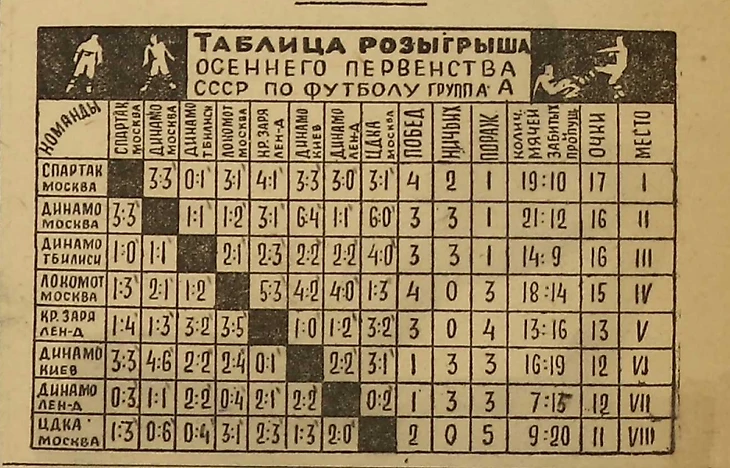 ТАБЛИЦА РОЗЫГРЫША
ОСЕННЕГО ПЕРВЕНСТВА
СССР ПО ФУТБОЛУ ГРУППА А
КОМАНДЫ СПАРТАК МОСКВА ДИНАМО МОСКВА ДИНАМО ТБИЛИСИ ЛОКОМОТ МОСКВА КР. ЗАРЯ ЛЕН-Д ДИНАМО КИЕВ ДИНАМО ЛЕН-Д ЦДКА МОСКВА ПОБЕД НИЧЬИХ ПОРАЖ. КОЛИЧ. МЯЧЕЙ ЗАБИТЫХ ПРОПУЩ. ОЧКИ МЕСТО
СПАРТАК МОСКВА 3:3 0:1 3:1 4:1 3:3 3:0 3:1 4 2 1 19:10 17 I
ДИНАМО МОСКВА 3:3 1:1 1:2 3:1 6:4 1:1 6:0 3 3 1 21:12 16 II
ДИНАМО ТБИЛИСИ 1:0 1:1 2:1 2:3 2:2 2:2 4:0 3 3 1 14:9 16 III
ЛОКОМОТ МОСКВА 1:3 2:1 1:2 5:3 4:2 4:0 1:3 4 0 3 18:14 15 IV
КР. ЗАРЯ ЛЕН-Д 1:4 1:3 3:2 3:5 1:0 1:2 3:2 3 0 4 13:16 13 V
ДИНАМО КИЕВ 3:3 4:6 2:2 2:4 0:1 2:2 3:1 1 3 3 16:19 12 VI
ДИНАМО ЛЕН-Д 0:3 1:1 2:2 0:4 2:1 2:2 0:2 1 3 3 7:15 12 VII
ЦДКА МОСКВА 1:3 0:6 0:4 3:1 2:3 1:3 2:0 2 0 5 9:20 11 VIII